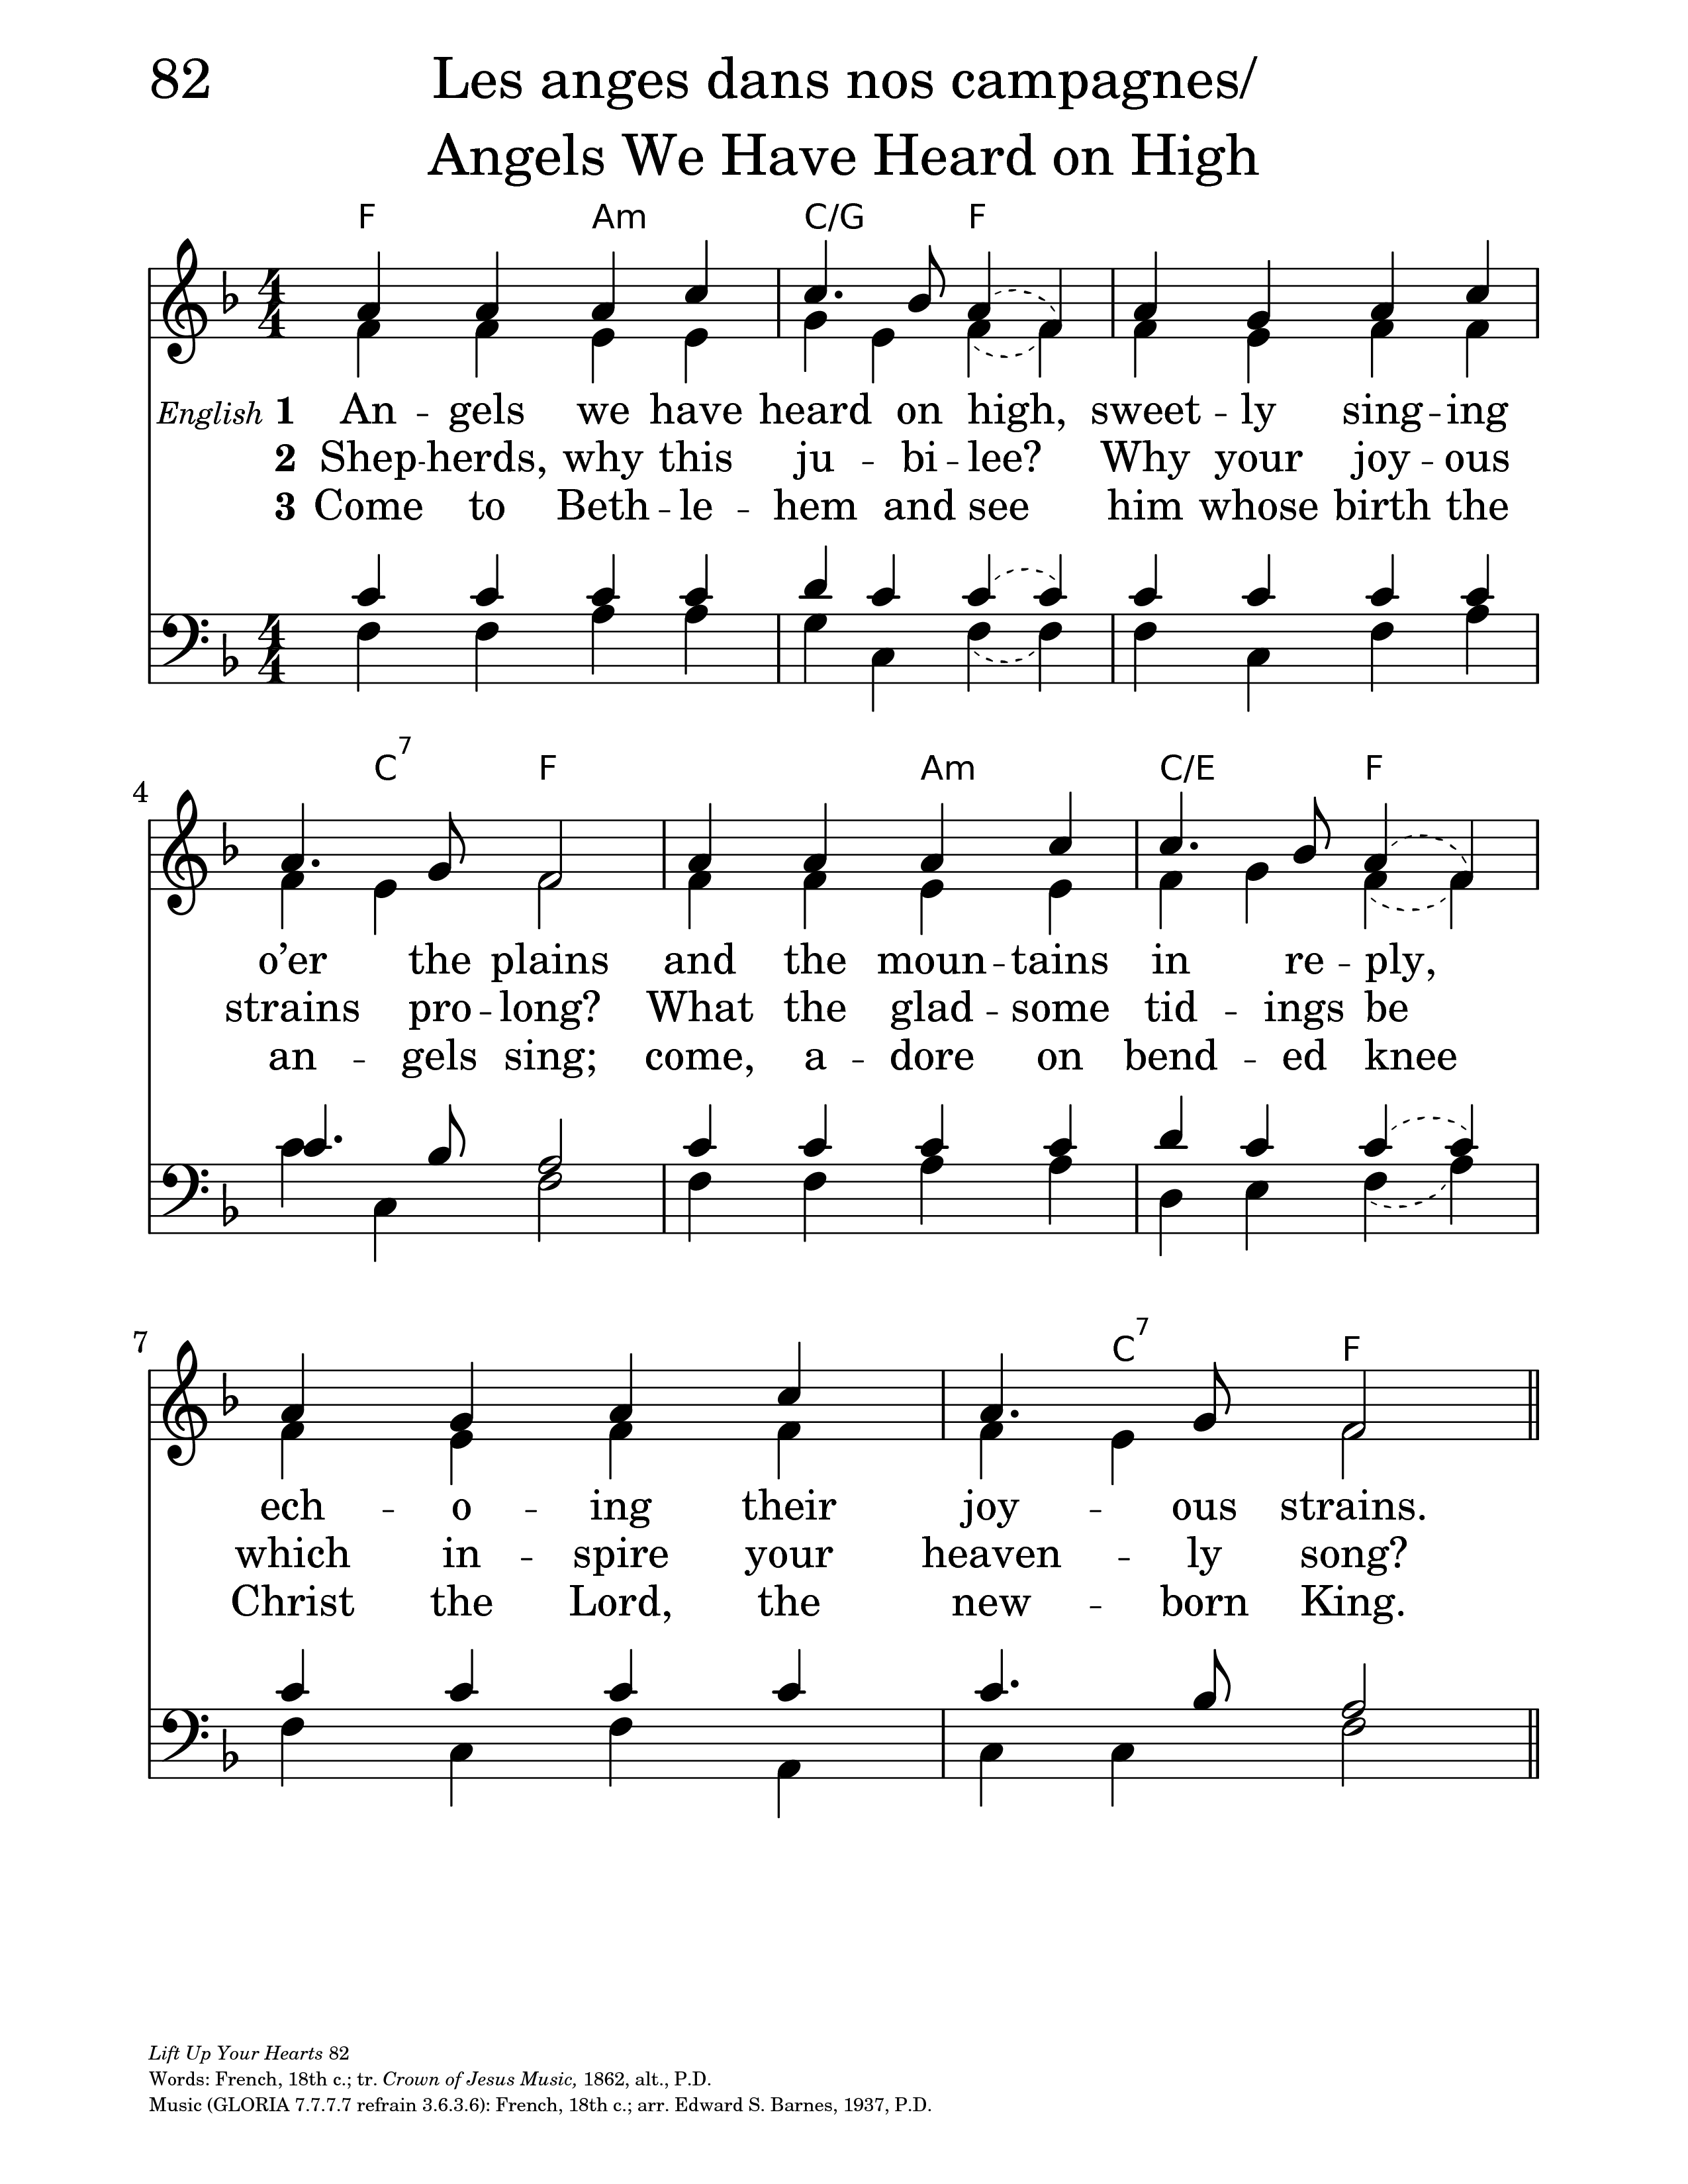 82
Les anges dans nos campagnes/
Angels We Have Heard on High
F Am C/G F
4/4
English 1 An - gels we have heard on high, sweet - ly sing - ing
2 Shep - herds, why this ju - bi - lee? Why your joy - ous
3 Come to Beth - le - hem and see him whose birth the
4/4
C7 F Am C/E F
4
o’er the plains and the moun - tains in re - ply,
strains pro - long? What the glad - some tid - ings be
an - gels sing; come, a - dore on bend - ed knee
C7 F
7
ech - o - ing their joy - ous strains.
which in - spire your heaven - ly song?
Christ the Lord, the new - born King.
Lift Up Your Hearts 82
Words: French, 18th c.; tr. Crown of Jesus Music, 1862, alt., P.D.
Music (GLORIA 7.7.7.7 refrain 3.6.3.6): French, 18th c.; arr. Edward S. Barnes, 1937, P.D.